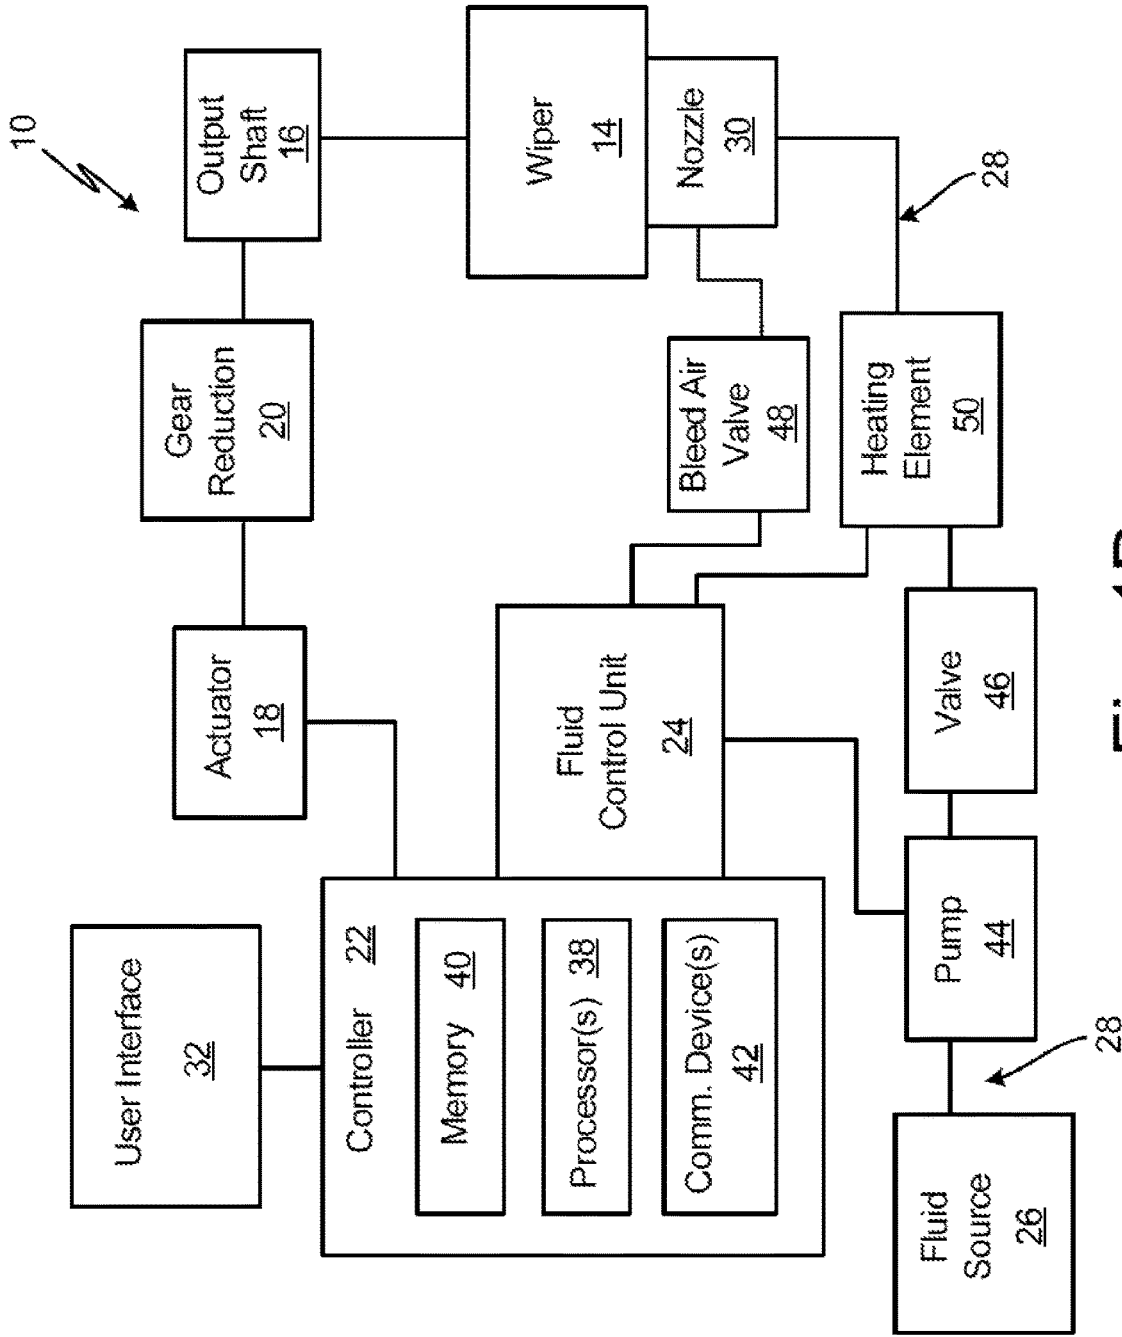 10
User Interface
32
Actuator
18
Gear
Reduction
20
Output
Shaft
16
Controller 22
Memory 40
Processor(s) 38
Comm. Device(s)
42
Fluid
Control Unit
24
Wiper
14
Nozzle
30
Bleed Air
Valve
48
Heating
Element
50
28
Fluid
Source
26
28
Pump
44
Valve
46